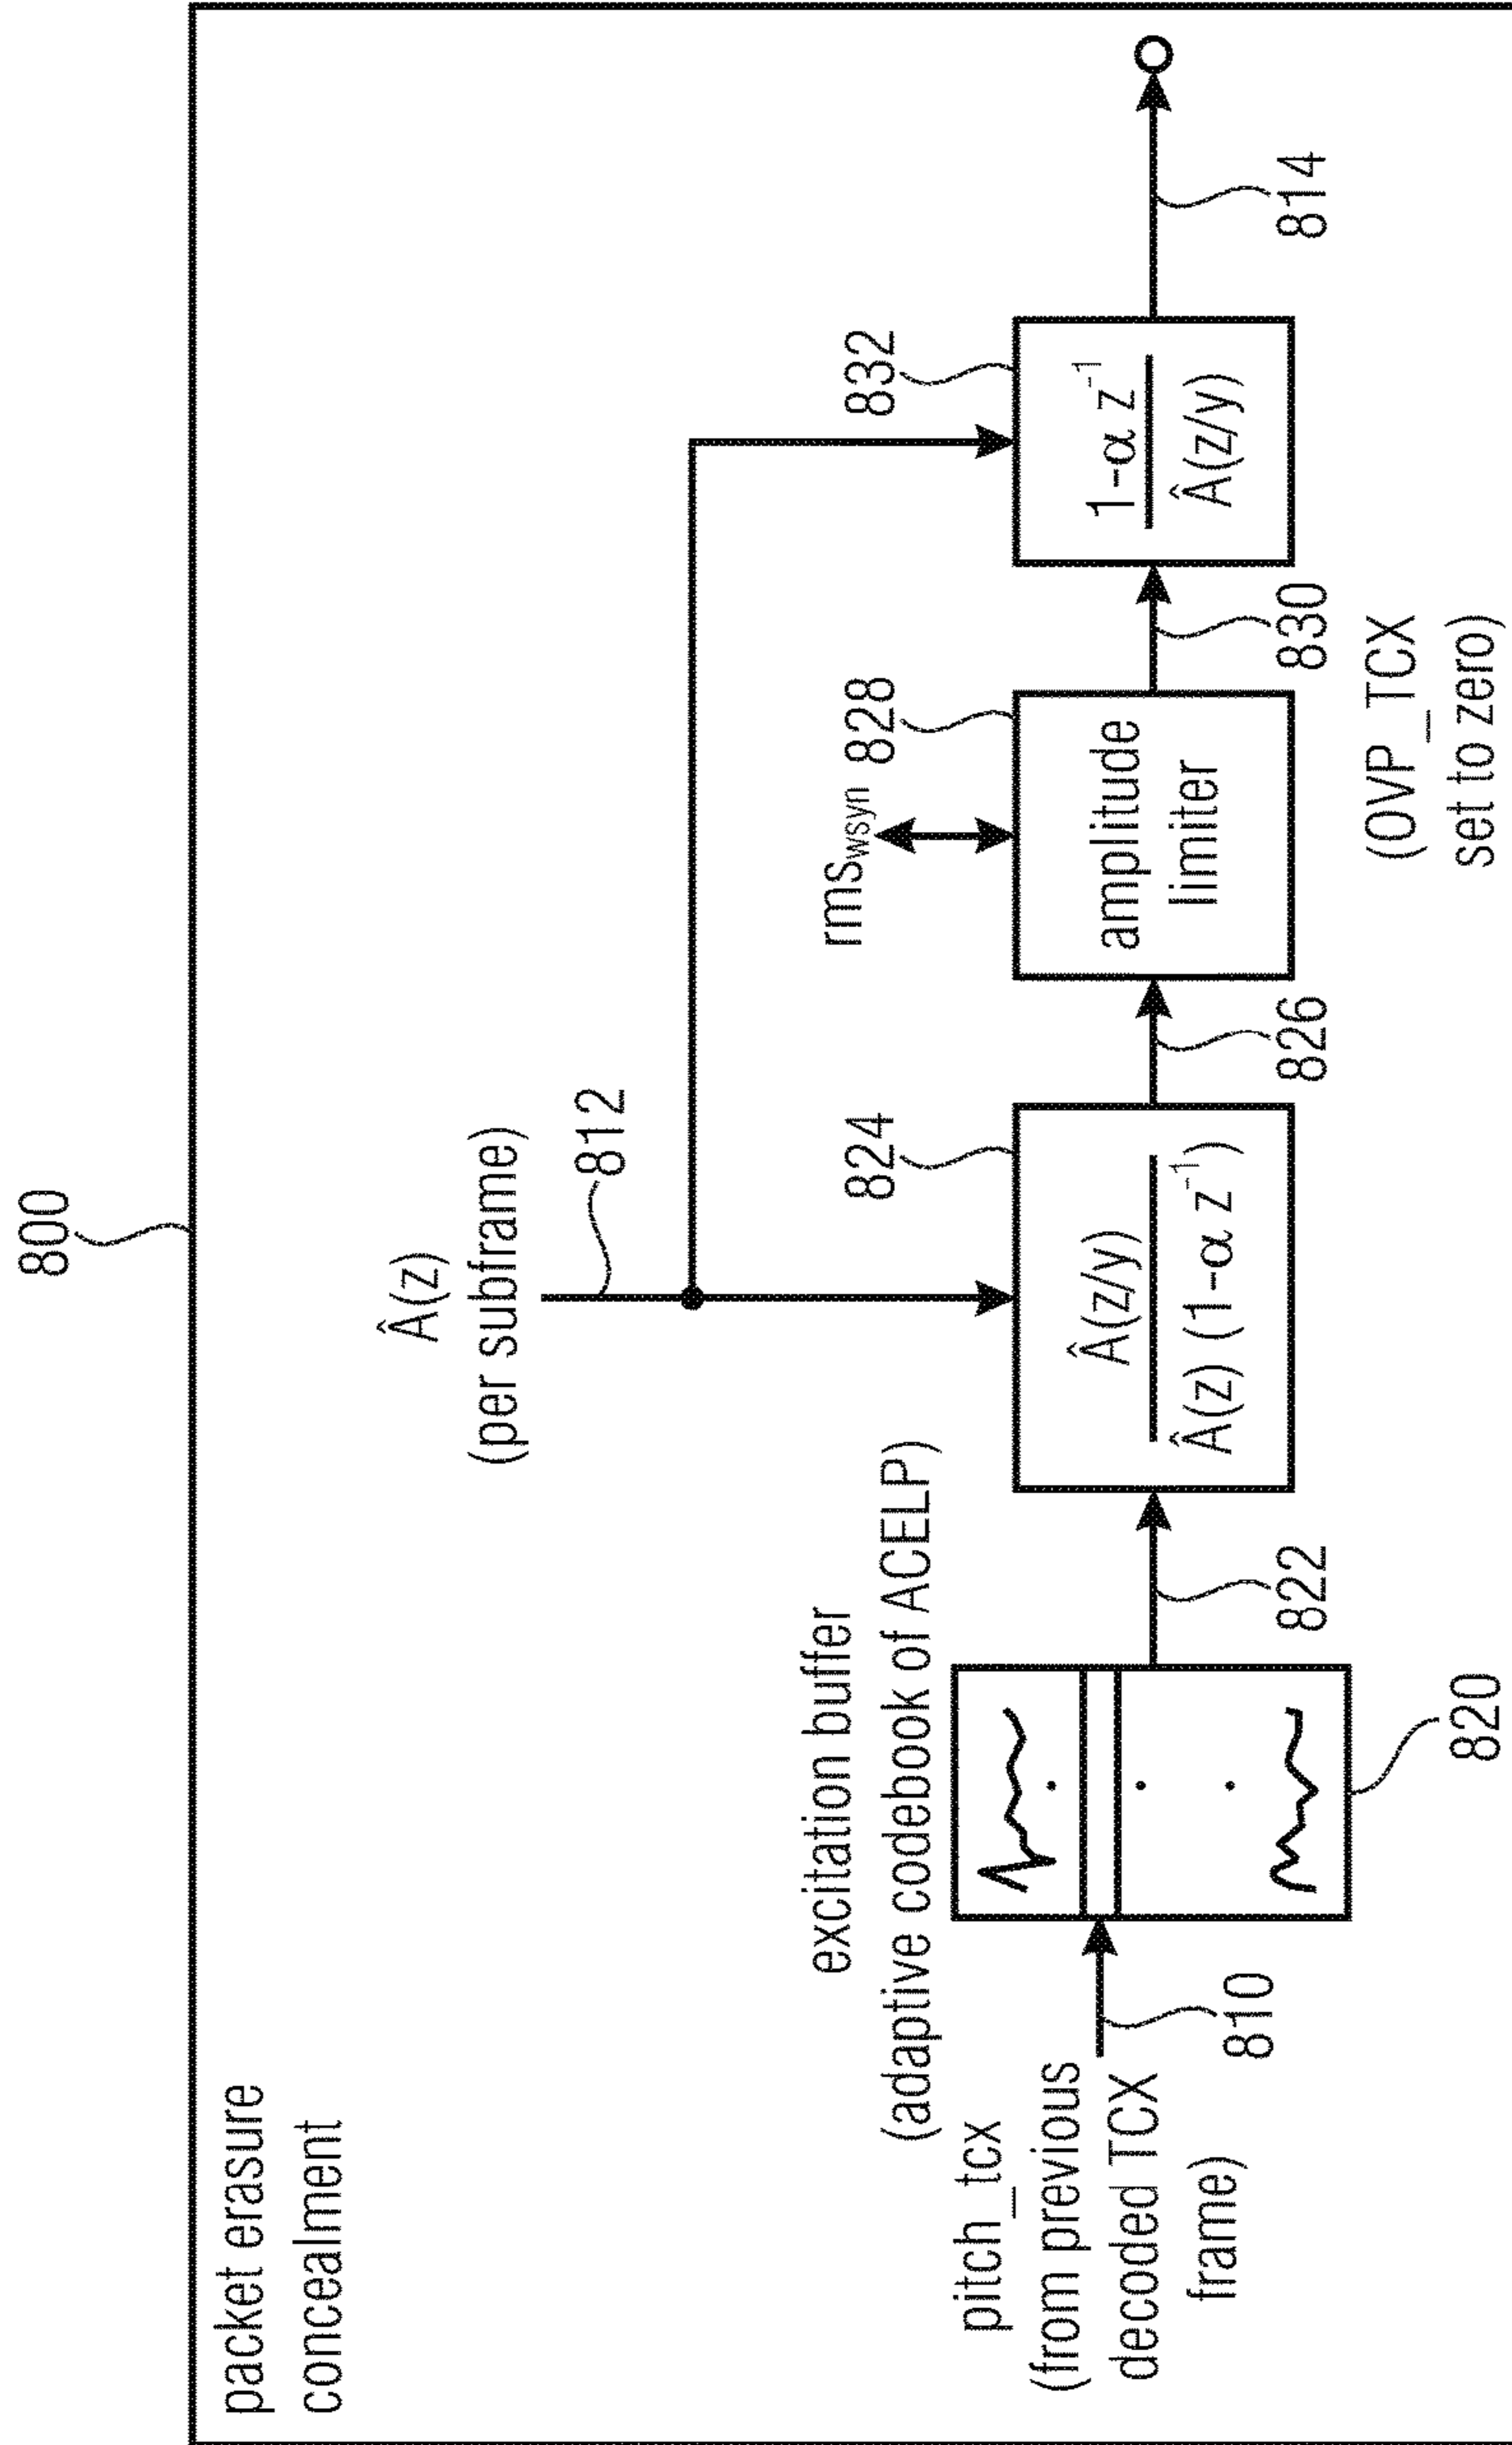 800
packet erasure
concealment
Â(z)
(per subframe)
812
excitation buffer
(adaptive codebook of ACELP)
pitch_tcx
(from previous
decoded TCX
frame)
810
820
822
824
Â(z/y)
Â(z) (1-α z⁻¹)
826
rms_wsyn
828
amplitude
limiter
830
(OVP_TCX
set to zero)
832
1-α z⁻¹
Â(z/y)
814